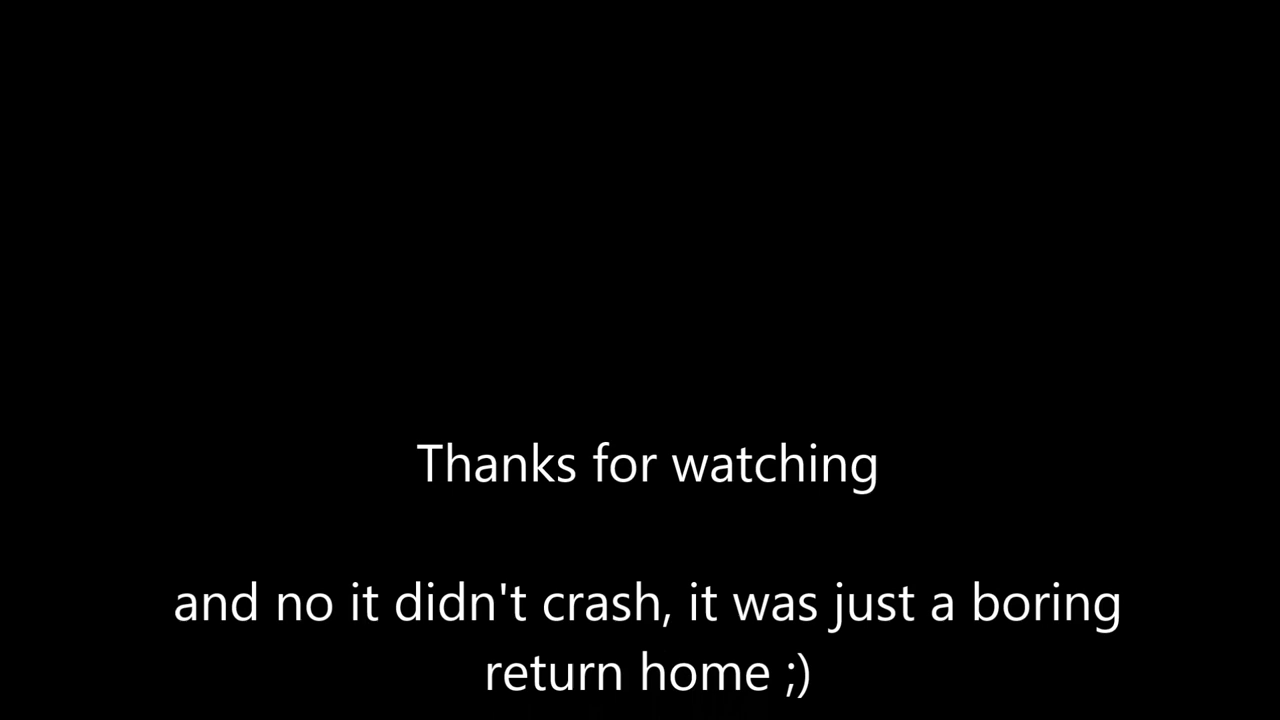 Thanks for watching
and no it didn't crash, it was just a boring
return home ;)